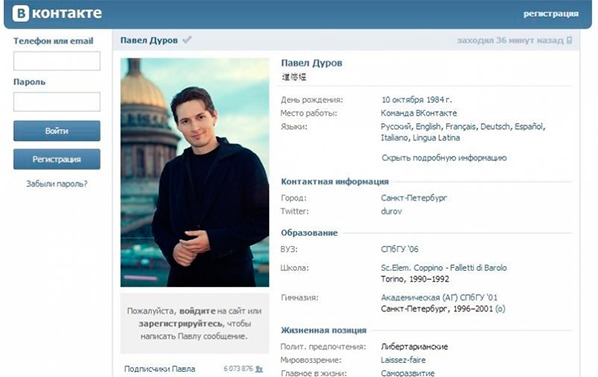 В контакте
регистрация
Телефон или email
Пароль
Войти
Регистрация
Забыли пароль?
Павел Дуров
заходил 36 минут назад
Павел Дуров
День рождения: 10 октября 1984 г.
Место работы: Команда ВКонтакте
Языки: Русский, English, Français, Deutsch, Español,
Italiano, Lingua Latina
Скрыть подробную информацию
Контактная информация
Город: Санкт-Петербург
Twitter: durov
Образование
ВУЗ: СПбГУ '06
Школа: Sc.Elem. Coppino - Falletti di Barolo
Torino, 1990–1992
Гимназия: Академическая (АГ) СПбГУ '01
Санкт-Петербург, 1996–2001 (о)
Жизненная позиция
Полит. предпочтения: Либертарианские
Мировоззрение: Laissez-faire
Главное в жизни: Саморазвитие
Пожалуйста, войдите на сайт или
зарегистрируйтесь, чтобы
написать Павлу сообщение.
Подписчики Павла 6 073 876